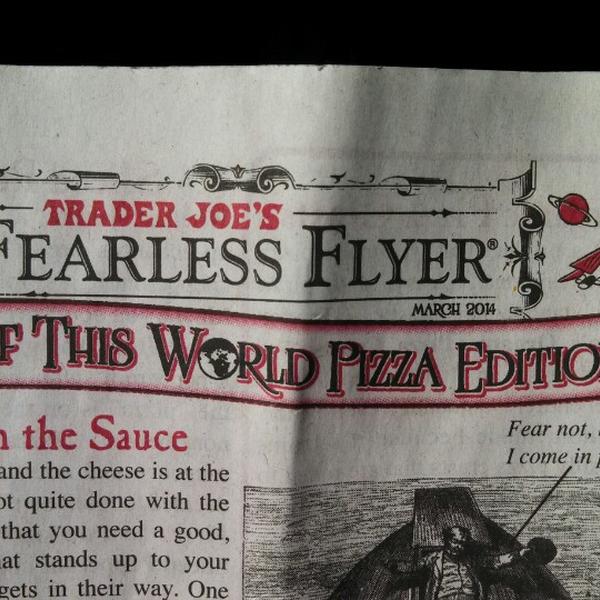 TRADER JOE'S
FEARLESS FLYER®
MARCH 2014
F THIS WORLD PIZZA EDITIO
n the Sauce
and the cheese is at the
ot quite done with the
that you need a good,
hat stands up to your
gets in their way. One
Fear not,
I come in p